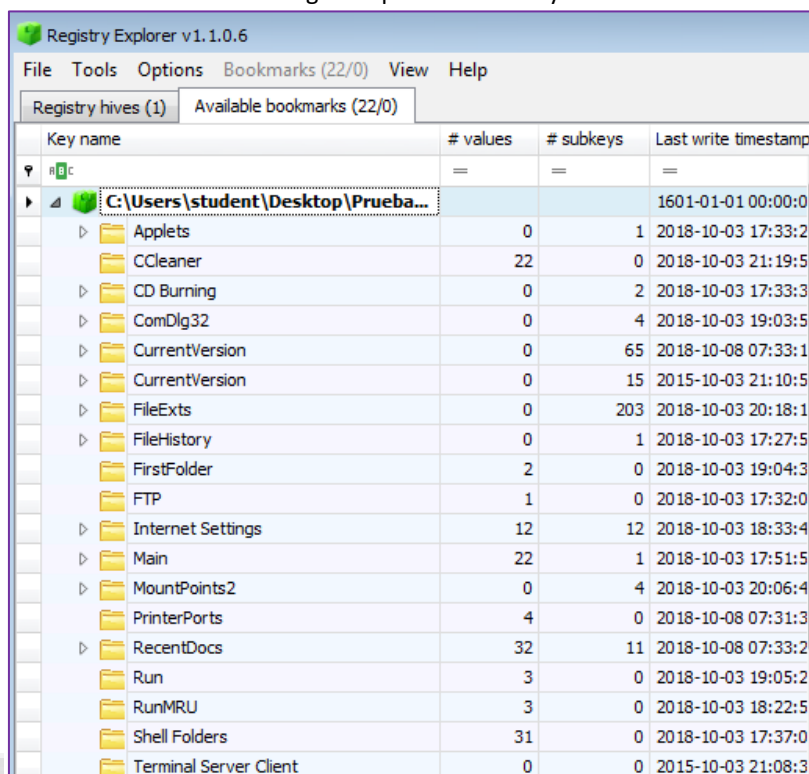 Registry Explorer v1.1.0.6
File Tools Options Bookmarks (22/0) View Help
Registry hives (1) Available bookmarks (22/0)
Key name # values # subkeys Last write timestamp
= = =
C:\Users\student\Desktop\Prueba... 1601-01-01 00:00:0
Applets 0 1 2018-10-03 17:33:2
CCleaner 22 0 2018-10-03 21:19:5
CD Burning 0 2 2018-10-03 17:33:3
ComDlg32 0 4 2018-10-03 19:03:5
CurrentVersion 0 65 2018-10-08 07:33:1
CurrentVersion 0 15 2015-10-03 21:10:5
FileExts 0 203 2018-10-03 20:18:1
FileHistory 0 1 2018-10-03 17:27:5
FirstFolder 2 0 2018-10-03 19:04:3
FTP 1 0 2018-10-03 17:32:0
Internet Settings 12 12 2018-10-03 18:33:4
Main 22 1 2018-10-03 17:51:5
MountPoints2 0 4 2018-10-03 20:06:4
PrinterPorts 4 0 2018-10-08 07:31:3
RecentDocs 32 11 2018-10-08 07:33:2
Run 3 0 2018-10-03 19:05:2
RunMRU 3 0 2018-10-03 18:22:5
Shell Folders 31 0 2018-10-03 17:37:0
Terminal Server Client 0 0 2015-10-03 21:08:3